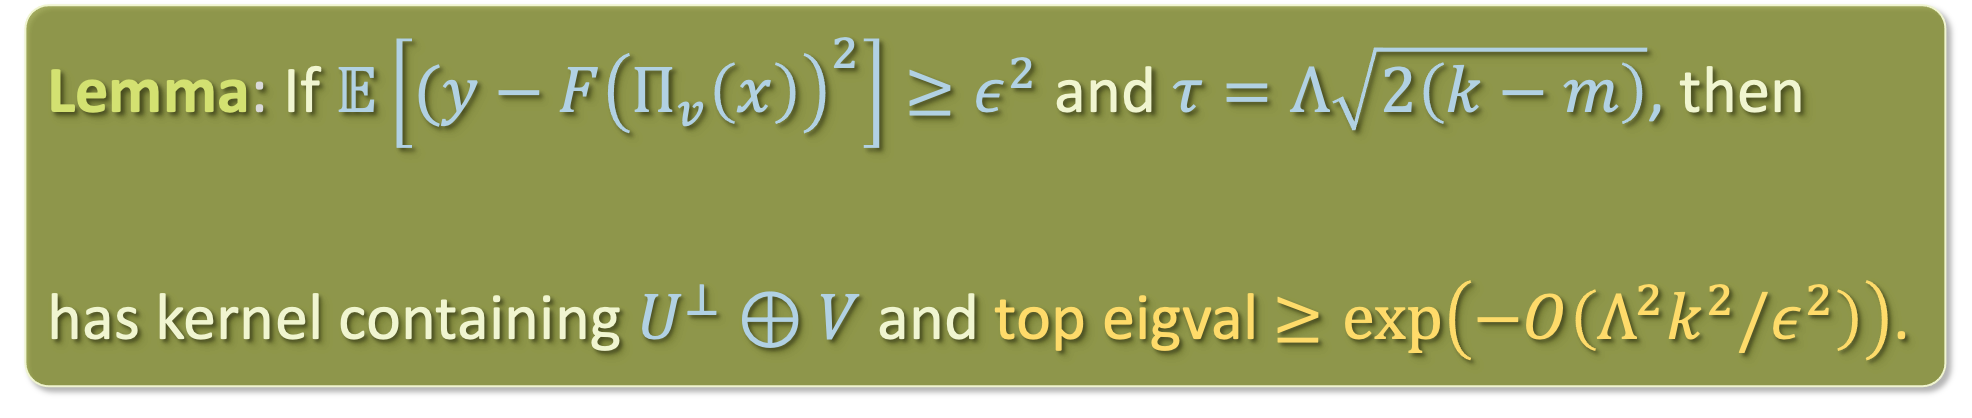 Lemma: If 𝔼[(y − F(Π_v(x))²] ≥ ϵ² and τ = Λ√(2(k − m)), then
has kernel containing U^⊥ ⊕ V and top eigval ≥ exp(−O(Λ²k²/ϵ²)).